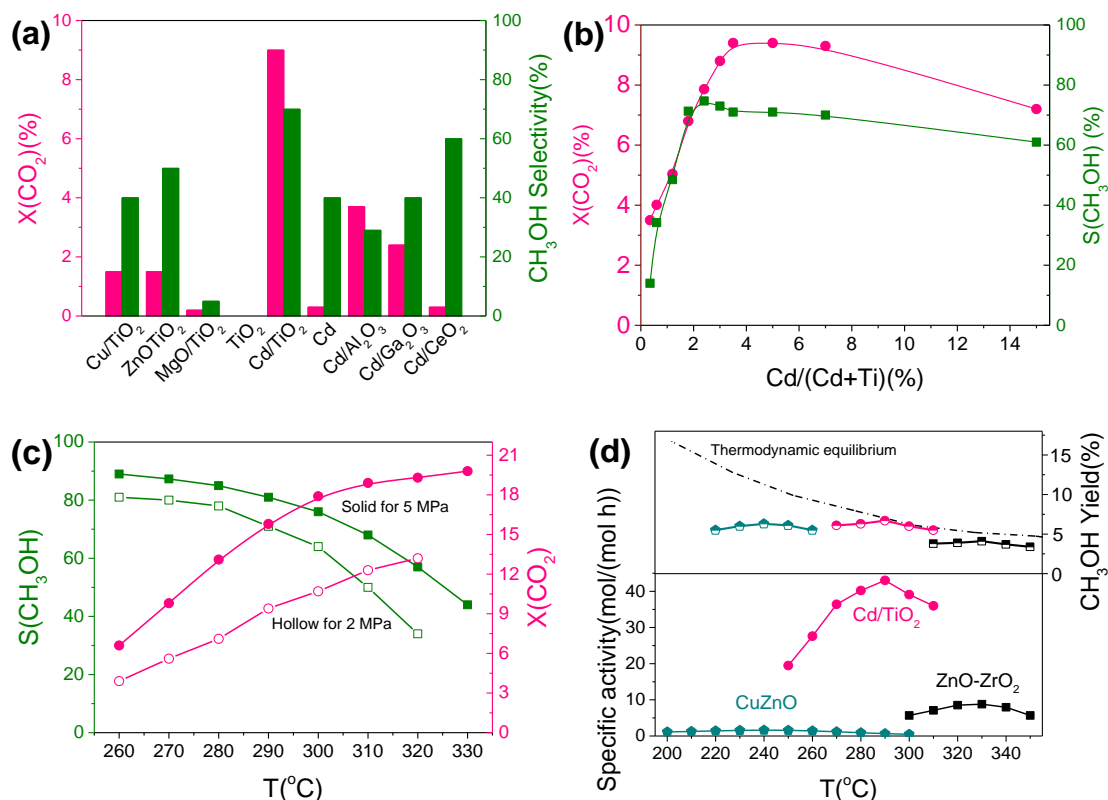 (a)
X(CO2)(%)
10
8
6
4
2
0
CH3OH Selectivity(%)
100
80
60
40
20
0
Cu/TiO2
ZnOTiO2
MgO/TiO2
TiO2
Cd/TiO2
Cd
Cd/Al2O3
Cd/Ga2O3
Cd/CeO2
(b)
X(CO2)(%)
10
8
6
4
2
0
S(CH3OH) (%)
100
80
60
40
20
0
0 2 4 6 8 10 12 14
Cd/(Cd+Ti)(%)
(c)
S(CH3OH)
100
80
60
40
20
0
X(CO2)
21
18
15
12
9
6
3
0
Solid for 5 MPa
Hollow for 2 MPa
260 270 280 290 300 310 320 330
T(oC)
(d)
Thermodynamic equilibrium
CH3OH Yield(%)
15
10
5
0
Specific activity(mol/(mol h))
40
30
20
10
0
Cd/TiO2
CuZnO
ZnO-ZrO2
200 220 240 260 280 300 320 340
T(oC)